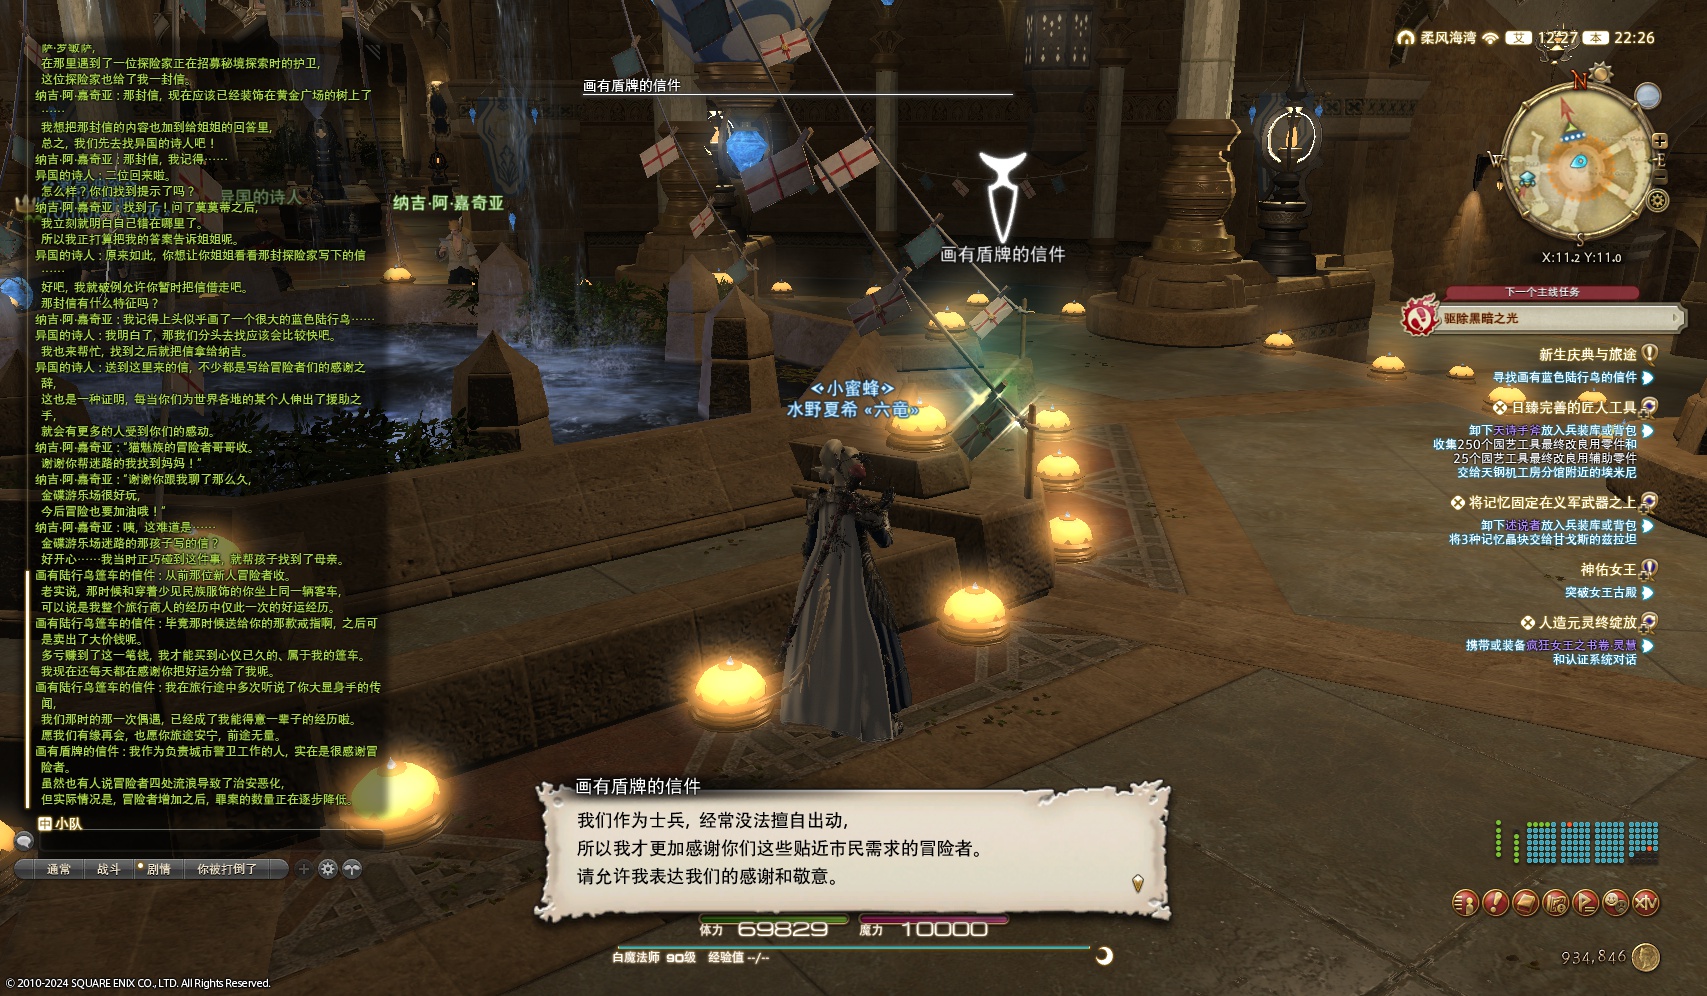 萨·罗敏萨，
在那里遇到了一位探险家正在招募秘境探索时的护卫，
这位探险家也给了我一封信。
纳吉·阿·嘉奇亚：那封信，现在应该已经装饰在黄金广场的树上了
……
我想把那封信的内容也加到给姐姐的回答里，
总之，我们先去找异国的诗人吧！
纳吉·阿·嘉奇亚：那封信，我记得……
异国的诗人：二位回来啦。
怎么样？你们找到提示了吗？
纳吉·阿·嘉奇亚：找到了！问了莫莫蒂之后，
我立刻就明白自己错在哪里了。
所以我正打算把我的答案告诉姐姐呢。
异国的诗人：原来如此，你想让你姐姐看看那封探险家写下的信
……
好吧，我就破例允许你暂时把信借走吧。
那封信有什么特征吗？
纳吉·阿·嘉奇亚：我记得上头似乎画了一个很大的蓝色陆行鸟……
异国的诗人：我明白了，那我们分头去找应该会比较快吧。
我也来帮忙，找到之后就把信拿给纳吉。
异国的诗人：送到这里来的信，不少都是写给冒险者们的感谢之
辞，
这也是一种证明，每当你们为世界各地的某个人伸出了援助之
手，
就会有更多的人受到你们的感动。
纳吉·阿·嘉奇亚：“猫魅族的冒险者哥哥收。
谢谢你帮迷路的我找到妈妈！”
纳吉·阿·嘉奇亚：“谢谢你跟我聊了那么久，
金碟游乐场很好玩，
今后冒险也要加油哦！”
纳吉·阿·嘉奇亚：咦，这难道是……
金碟游乐场迷路的那孩子写的信？
好开心……我当时正巧碰到这件事，就帮孩子找到了母亲。
画有陆行鸟篷车的信件：从前那位新人冒险者收。
老实说，那时候和穿着少见民族服饰的你坐上同一辆客车，
可以说是我整个旅行商人的经历中仅此一次的好运经历。
画有陆行鸟篷车的信件：毕竟那时候送给你的那款戒指啊，之后可
是卖出了大价钱呢。
多亏赚到了这一笔钱，我才能买到心仪已久的、属于我的篷车。
我现在还每天都在感谢你把好运分给了我呢。
画有陆行鸟篷车的信件：我在旅行途中多次听说了你大显身手的传
闻，
我们那时的那一次偶遇，已经成了我能得意一辈子的经历啦。
愿我们有缘再会，也愿你旅途安宁，前途无量。
画有盾牌的信件：我作为负责城市警卫工作的人，实在是很感谢冒
险者。
虽然也有人说冒险者四处流浪导致了治安恶化，
但实际情况是，冒险者增加之后，罪案的数量正在逐步降低。
中 小队
通常 战斗 剧情 你被打倒了
异国的诗人
纳吉·阿·嘉奇亚
画有盾牌的信件
画有盾牌的信件
小蜜蜂
水野夏希 «六竜»
画有盾牌的信件
我们作为士兵，经常没法擅自出动，
所以我才更加感谢你们这些贴近市民需求的冒险者。
请允许我表达我们的感谢和敬意。
体力 69829 魔力 10000
白魔法师 90级 经验值 --/--
柔风海湾 艾 12:27 本 22:26
N
W E
S
X:11.2 Y:11.0
下一个主线任务
驱除黑暗之光
新生庆典与旅途
寻找画有蓝色陆行鸟的信件
日臻完善的匠人工具
卸下天诗手斧放入兵装库或背包
收集250个园艺工具最终改良用零件和
25个园艺工具最终改良用辅助零件
交给天钢机工房分馆附近的埃米尼
将记忆固定在义军武器之上
卸下述说者放入兵装库或背包
将3种记忆晶块交给甘戈斯的兹拉坦
神佑女王
突破女王古殿
人造元灵终绽放
携带或装备疯狂女王之书卷·灵慧
和认证系统对话
XIV
934,846
© 2010-2024 SQUARE ENIX CO., LTD. All Rights Reserved.